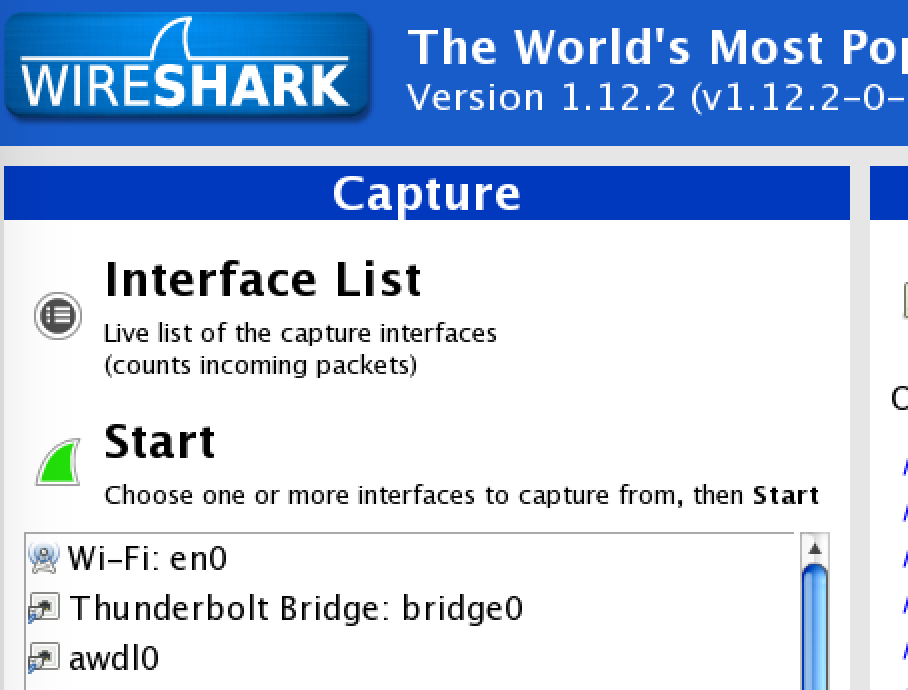 WIRESHARK
The World's Most Pop
Version 1.12.2 (v1.12.2-0-
Capture
Interface List
Live list of the capture interfaces
(counts incoming packets)
Start
Choose one or more interfaces to capture from, then Start
Wi-Fi: en0
Thunderbolt Bridge: bridge0
awdl0